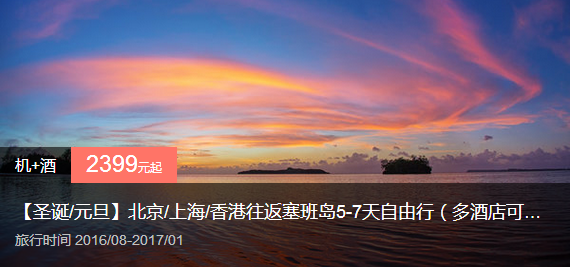 机+酒 2399元起
【圣诞/元旦】北京/上海/香港往返塞班岛5-7天自由行（多酒店可...
旅行时间 2016/08-2017/01